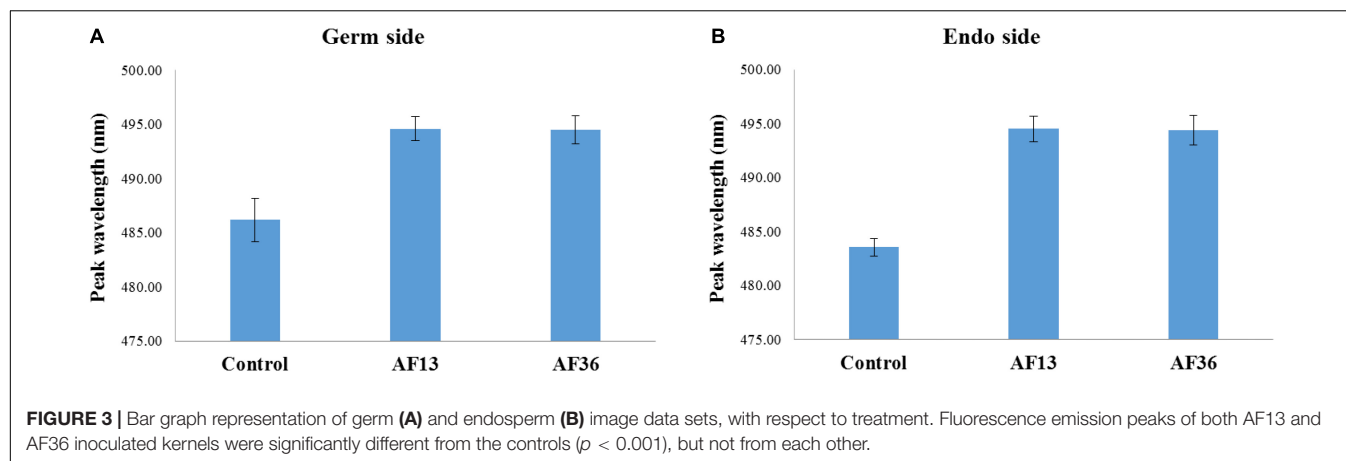 A
Germ side
500.00
495.00
490.00
485.00
480.00
475.00
Peak wavelength (nm)
Control AF13 AF36
B
Endo side
500.00
495.00
490.00
485.00
480.00
475.00
Peak wavelength (nm)
Control AF13 AF36
FIGURE 3 | Bar graph representation of germ (A) and endosperm (B) image data sets, with respect to treatment. Fluorescence emission peaks of both AF13 and
AF36 inoculated kernels were significantly different from the controls (p < 0.001), but not from each other.